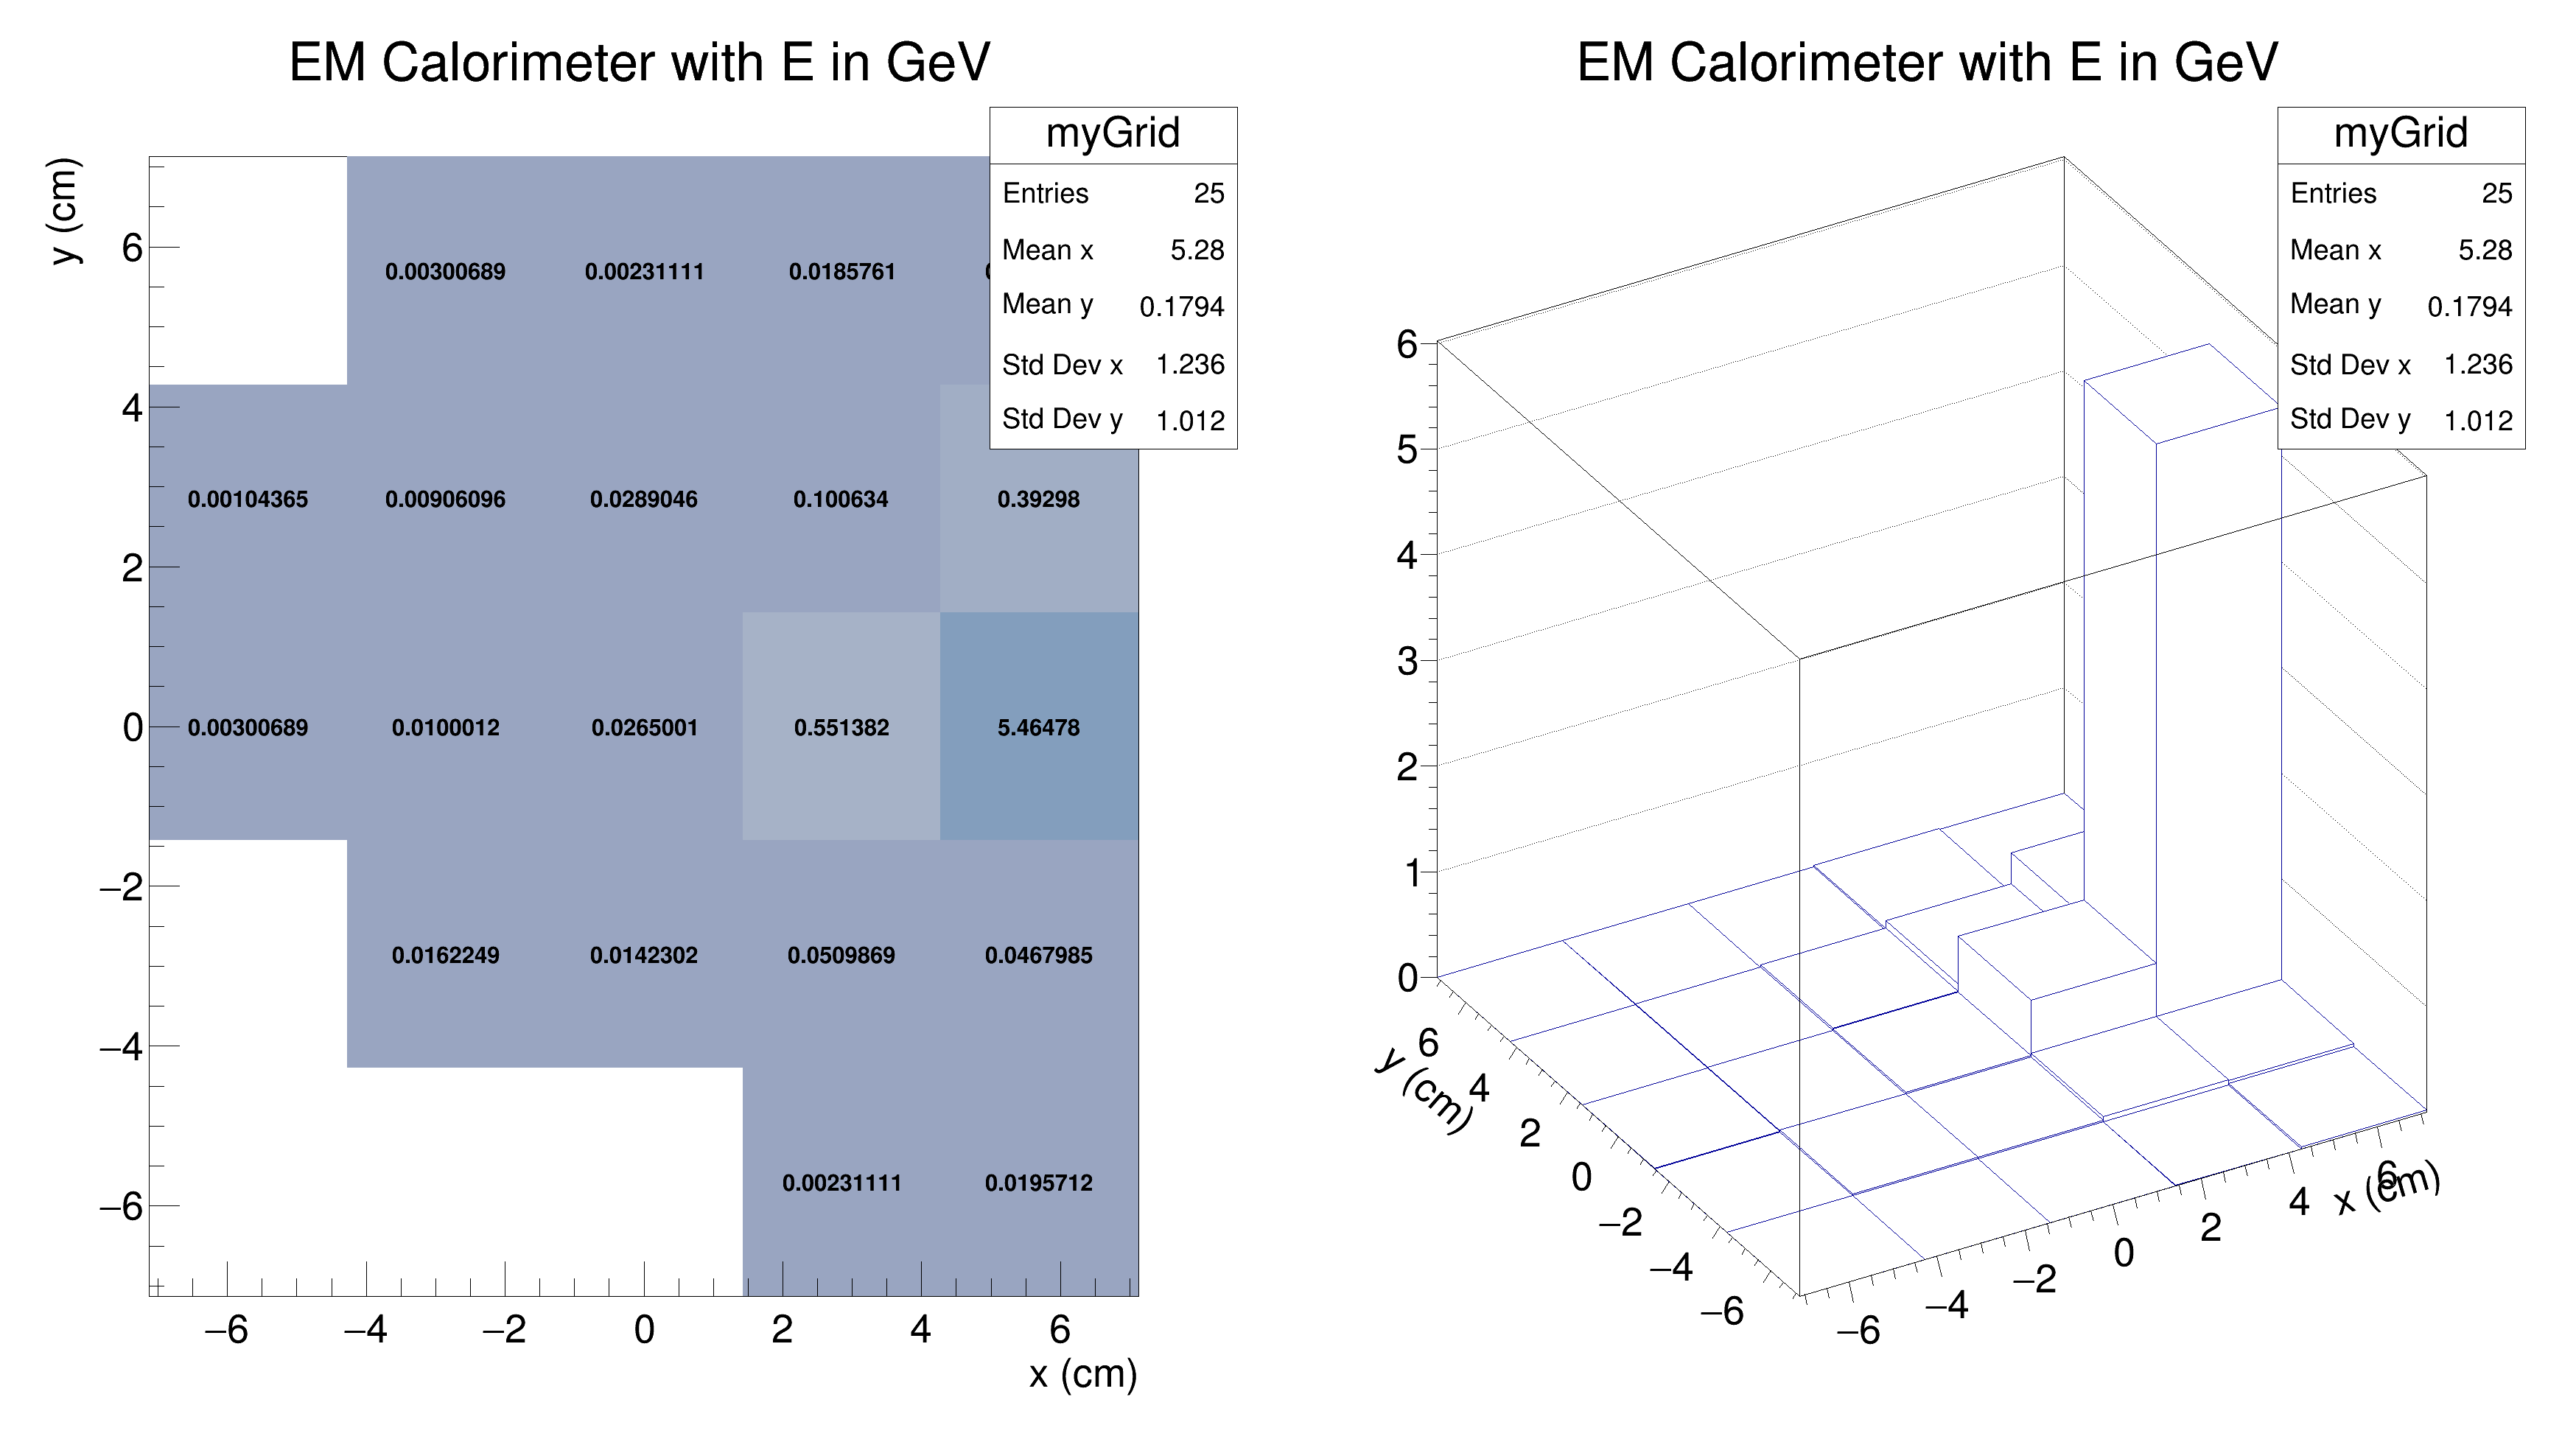 EM Calorimeter with E in GeV
myGrid
Entries 25
Mean x 5.28
Mean y 0.1794
Std Dev x 1.236
Std Dev y 1.012
y (cm)
6
4
2
0
−2
−4
−6
0.00300689 0.00231111 0.0185761
0.00104365 0.00906096 0.0289046 0.100634 0.39298
0.00300689 0.0100012 0.0265001 0.551382 5.46478
0.0162249 0.0142302 0.0509869 0.0467985
0.00231111 0.0195712
−6 −4 −2 0 2 4 6
x (cm)
EM Calorimeter with E in GeV
myGrid
Entries 25
Mean x 5.28
Mean y 0.1794
Std Dev x 1.236
Std Dev y 1.012
6
5
4
3
2
1
0
y (cm)
6
4
2
0
−2
−4
−6
−6 −4 −2 0 2 4 6
x (cm)